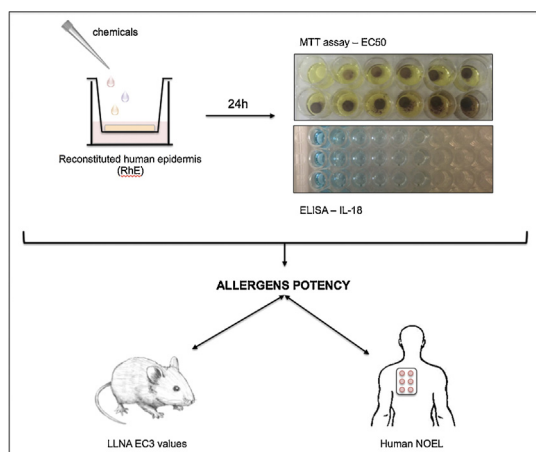 chemicals
MTT assay – EC50
24h
Reconstituted human epidermis
(RhE)
ELISA – IL-18
ALLERGENS POTENCY
LLNA EC3 values
Human NOEL